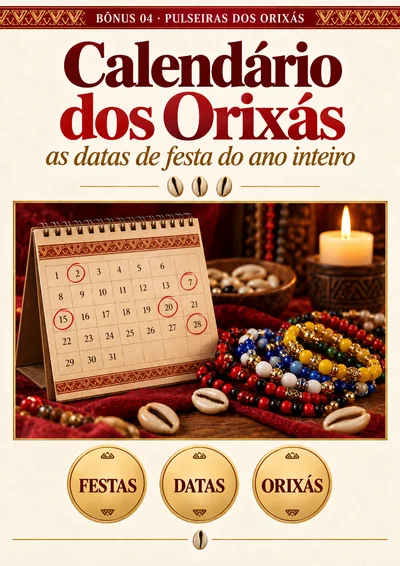 BÔNUS 04 · PULSEIRAS DOS ORIXÁS
Calendário
dos Orixás
as datas de festa do ano inteiro
1 2 3 4 5 6
8 9 10 11 12 13 7
15 16 17 18 19 20 21
22 23 24 25 26 27 28
29 30 31
FESTAS
DATAS
ORIXÁS